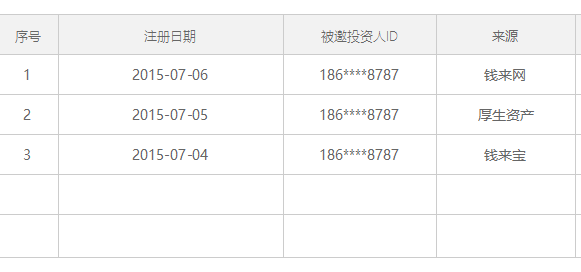 序号 注册日期 被邀投资人ID 来源
1 2015-07-06 186****8787 钱来网
2 2015-07-05 186****8787 厚生资产
3 2015-07-04 186****8787 钱来宝